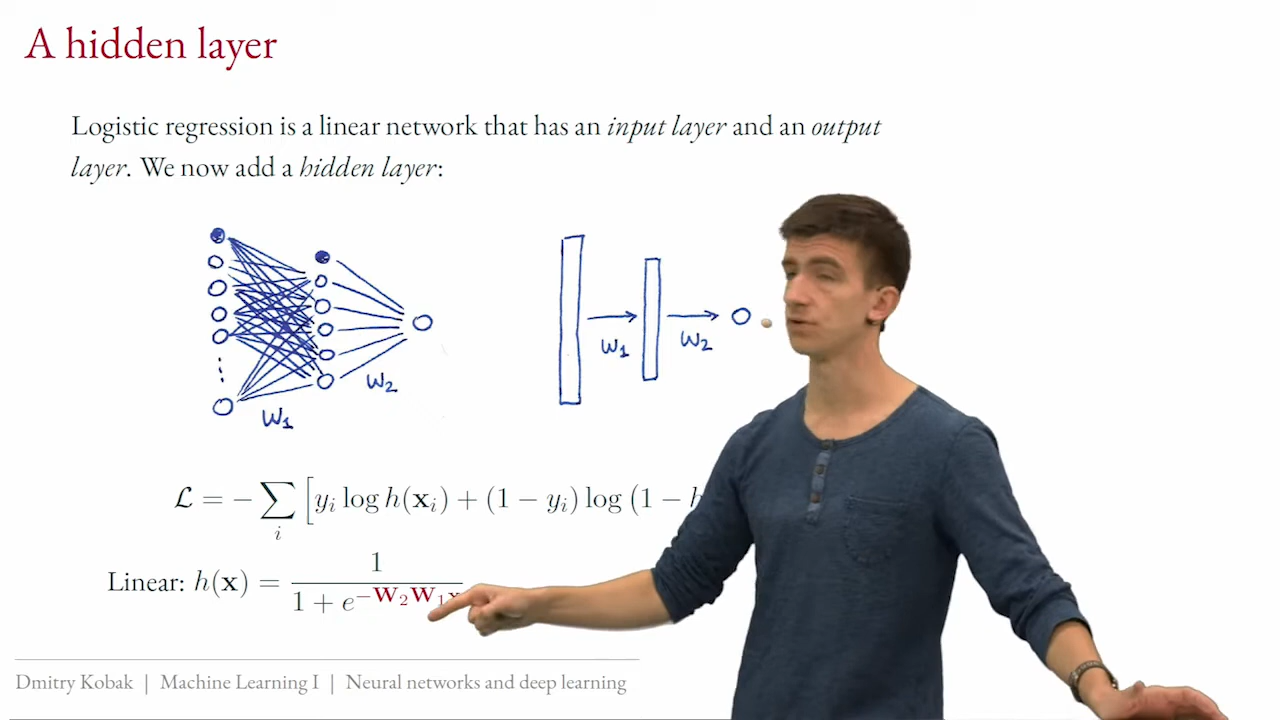 A hidden layer
Logistic regression is a linear network that has an input layer and an output
layer. We now add a hidden layer:
W₁
W₂
W₁
W₂
ℒ = − ∑ᵢ [yᵢ log h(𝐱ᵢ) + (1 − yᵢ) log (1 − h
Linear: h(𝐱) = 1 / 1 + e^−𝐖₂𝐖₁𝐱
Dmitry Kobak | Machine Learning I | Neural networks and deep learning